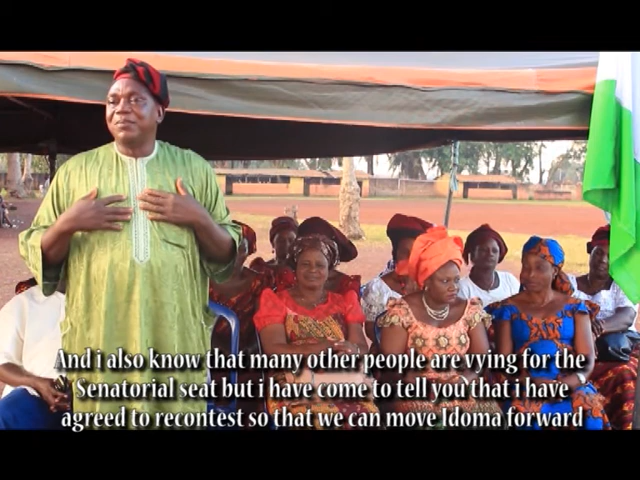 And i also know that many other people are vying for the
Senatorial seat but i have come to tell you that i have
agreed to recontest so that we can move Idoma forward